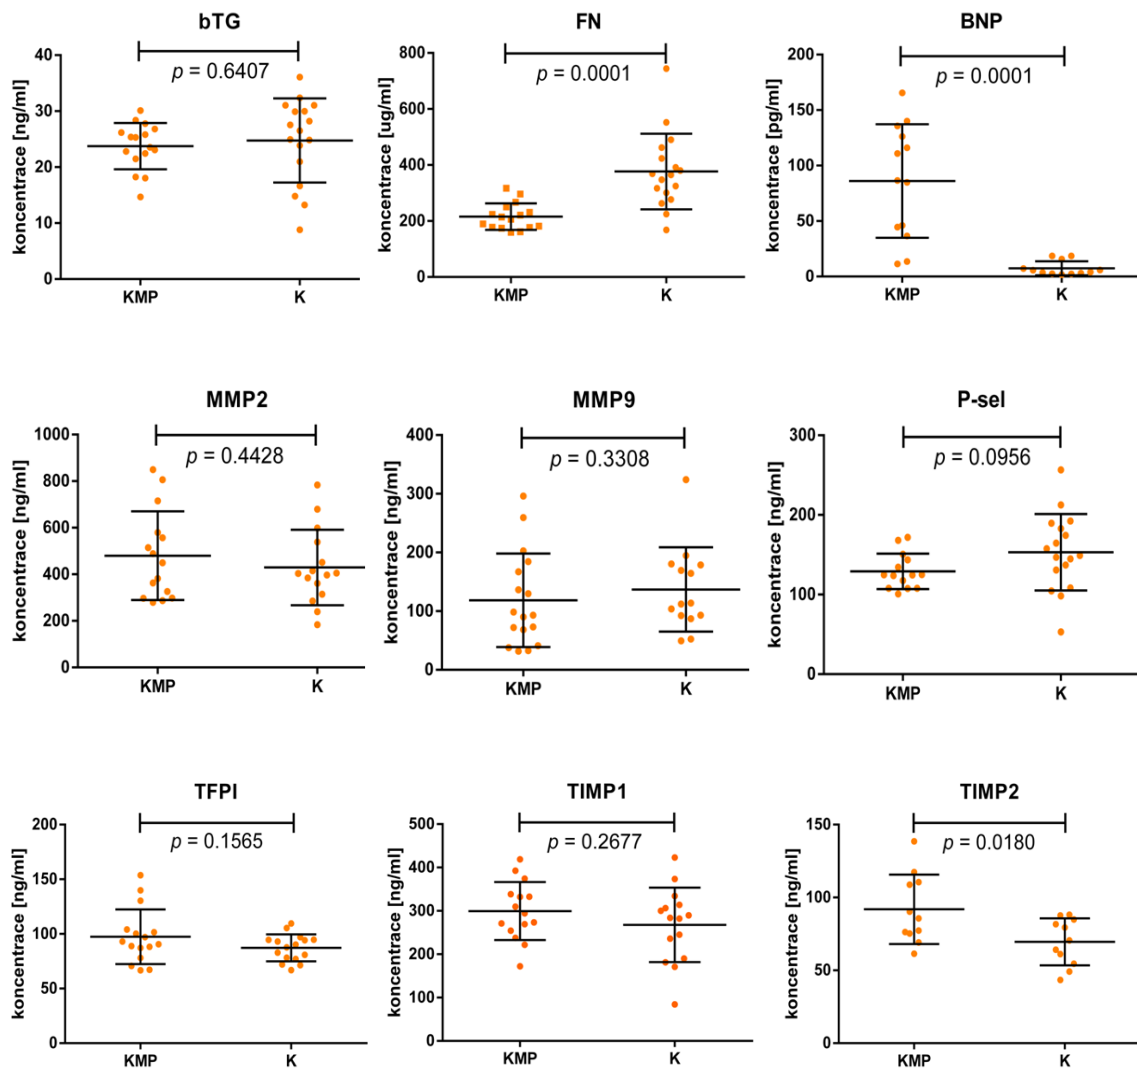 bTG
koncentrace [ng/ml]
40
30
20
10
0
p = 0.6407
KMP K
FN
koncentrace [ug/ml]
800
600
400
200
0
p = 0.0001
KMP K
BNP
koncentrace [pg/ml]
200
150
100
50
0
p = 0.0001
KMP K
MMP2
koncentrace [ng/ml]
1000
800
600
400
200
0
p = 0.4428
KMP K
MMP9
koncentrace [ng/ml]
400
300
200
100
0
p = 0.3308
KMP K
P-sel
koncentrace [ng/ml]
300
200
100
0
p = 0.0956
KMP K
TFPI
koncentrace [ng/ml]
200
150
100
50
0
p = 0.1565
KMP K
TIMP1
koncentrace [ng/ml]
500
400
300
200
100
0
p = 0.2677
KMP K
TIMP2
koncentrace [ng/ml]
150
100
50
0
p = 0.0180
KMP K